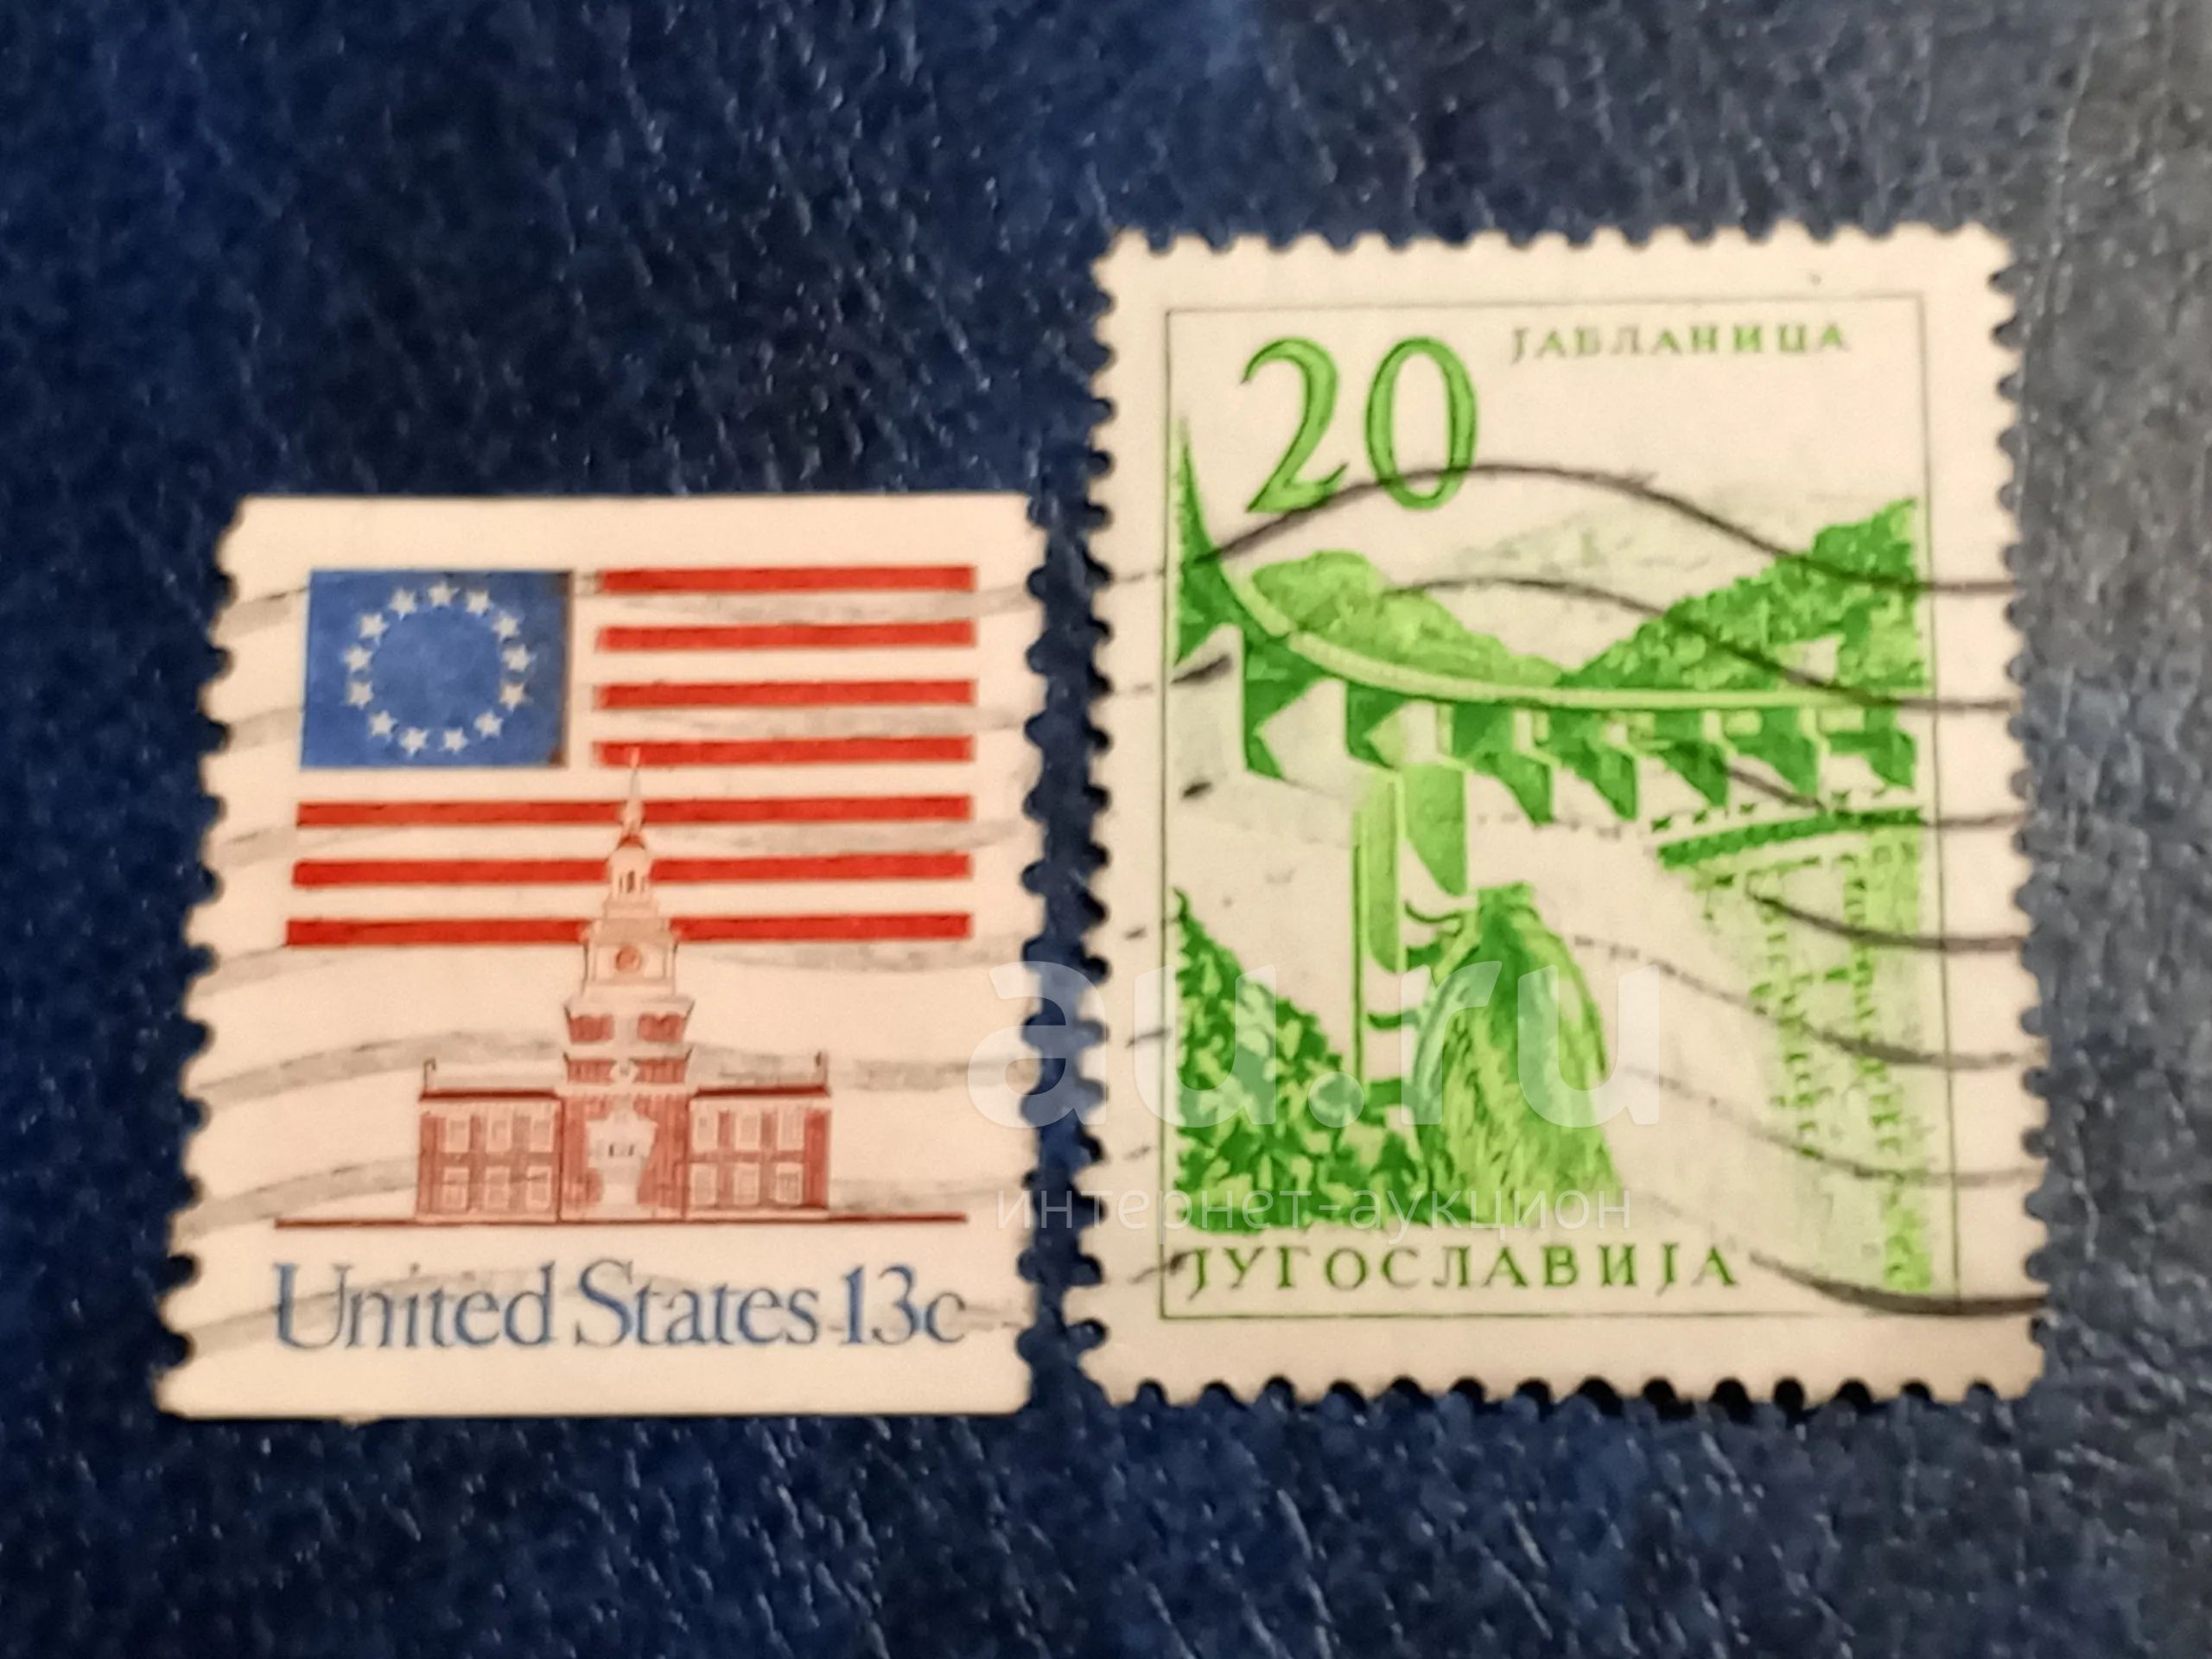 United States 13c
20 ЈАБЛАНИЦА
ЈУГОСЛАВИЈА
au.ru
интернет-аукцион